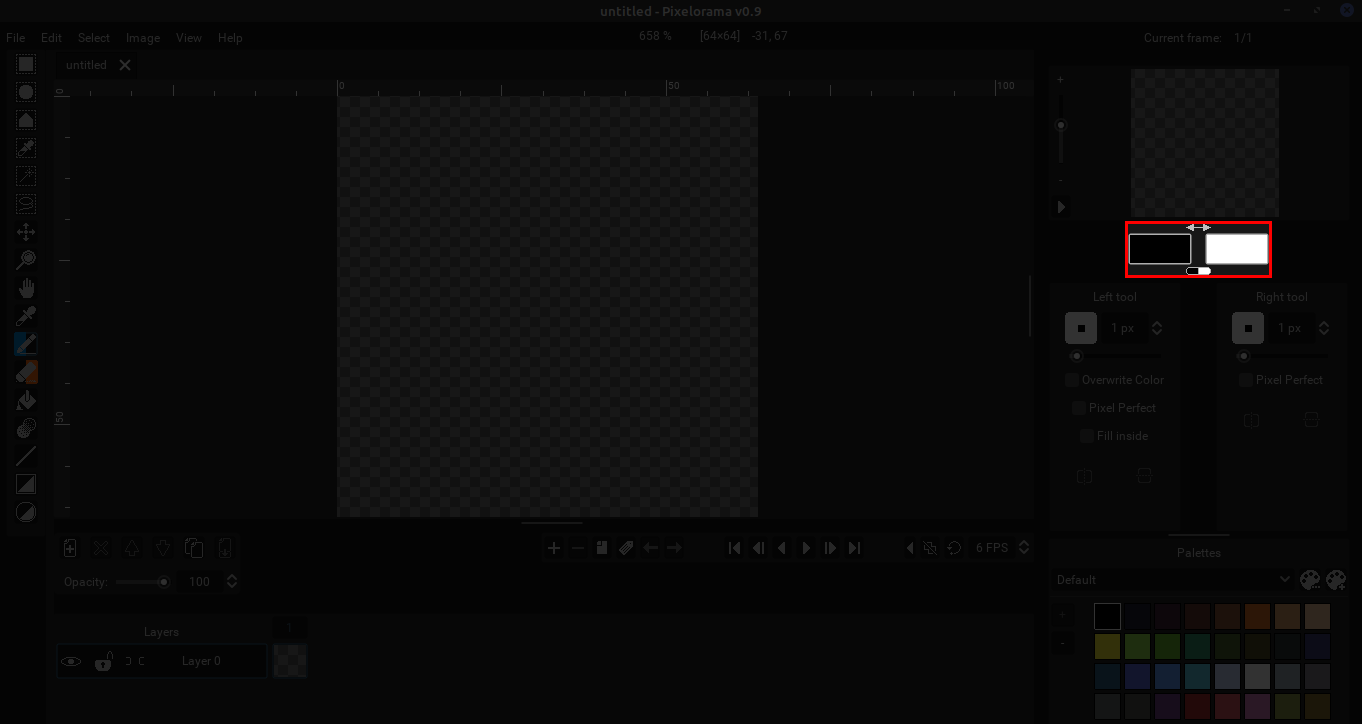 untitled - Pixelorama v0.9
File Edit Select Image View Help
658 % [64×64] -31, 67
Current frame: 1/1
untitled
0 50 100
0
50
+
-
Left tool
1 px
Overwrite Color
Pixel Perfect
Fill inside
Right tool
1 px
Pixel Perfect
6 FPS
Opacity: 100
Layers
1
Layer 0
Palettes
Default
+
-